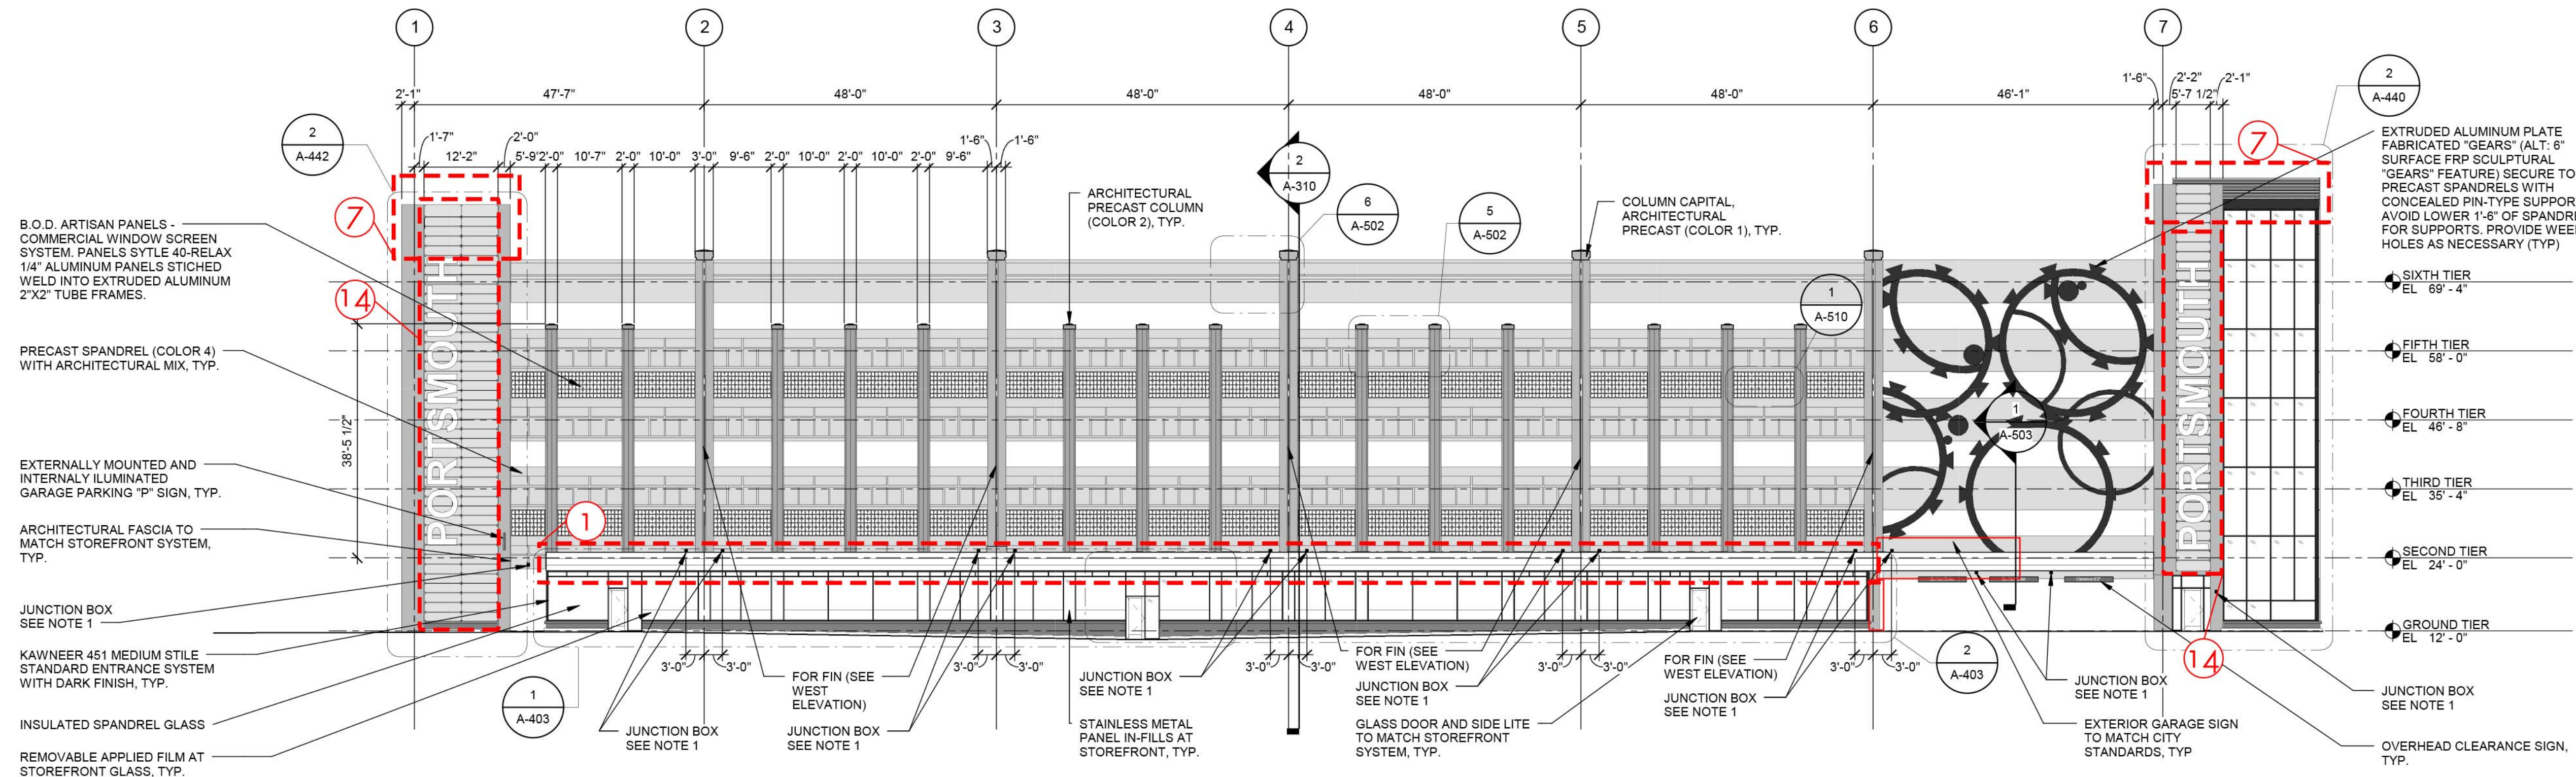 1
2
3
4
5
6
7
2'-1"
47'-7"
48'-0"
48'-0"
48'-0"
48'-0"
46'-1"
1'-6"
2'-2"
2'-1"
5'-7 1/2"
1'-7"
12'-2"
2'-0"
5'-9"
2'-0"
10'-7"
2'-0"
10'-0"
3'-0"
9'-6"
2'-0"
10'-0"
2'-0"
10'-0"
2'-0"
9'-6"
1'-6"
1'-6"
2
A-442
2
A-310
6
A-502
5
A-502
1
A-510
1
A-503
2
A-440
7
7
14
14
1
B.O.D. ARTISAN PANELS -
COMMERCIAL WINDOW SCREEN
SYSTEM. PANELS SYTLE 40-RELAX
1/4" ALUMINUM PANELS STICHED
WELD INTO EXTRUDED ALUMINUM
2"X2" TUBE FRAMES.
PRECAST SPANDREL (COLOR 4)
WITH ARCHITECTURAL MIX, TYP.
EXTERNALLY MOUNTED AND
INTERNALY ILUMINATED
GARAGE PARKING "P" SIGN, TYP.
ARCHITECTURAL FASCIA TO
MATCH STOREFRONT SYSTEM,
TYP.
JUNCTION BOX
SEE NOTE 1
KAWNEER 451 MEDIUM STILE
STANDARD ENTRANCE SYSTEM
WITH DARK FINISH, TYP.
INSULATED SPANDREL GLASS
REMOVABLE APPLIED FILM AT
STOREFRONT GLASS, TYP.
38'-5 1/2"
PORTSMOUTH
PORTSMOUTH
ARCHITECTURAL
PRECAST COLUMN
(COLOR 2), TYP.
COLUMN CAPITAL,
ARCHITECTURAL
PRECAST (COLOR 1), TYP.
EXTRUDED ALUMINUM PLATE
FABRICATED "GEARS" (ALT: 6"
SURFACE FRP SCULPTURAL
"GEARS" FEATURE) SECURE TO
PRECAST SPANDRELS WITH
CONCEALED PIN-TYPE SUPPOR
AVOID LOWER 1'-6" OF SPANDRE
FOR SUPPORTS. PROVIDE WEEP
HOLES AS NECESSARY (TYP)
SIXTH TIER
EL 69' - 4"
FIFTH TIER
EL 58' - 0"
FOURTH TIER
EL 46' - 8"
THIRD TIER
EL 35' - 4"
SECOND TIER
EL 24' - 0"
GROUND TIER
EL 12' - 0"
3'-0"
3'-0"
3'-0"
3'-0"
3'-0"
3'-0"
3'-0"
3'-0"
3'-0"
3'-0"
1
A-403
JUNCTION BOX
SEE NOTE 1
FOR FIN (SEE
WEST
ELEVATION)
JUNCTION BOX
SEE NOTE 1
JUNCTION BOX
SEE NOTE 1
STAINLESS METAL
PANEL IN-FILLS AT
STOREFRONT, TYP.
FOR FIN (SEE
WEST ELEVATION)
JUNCTION BOX
SEE NOTE 1
GLASS DOOR AND SIDE LITE
TO MATCH STOREFRONT
SYSTEM, TYP.
FOR FIN (SEE
WEST ELEVATION)
JUNCTION BOX
SEE NOTE 1
2
A-403
JUNCTION BOX
SEE NOTE 1
EXTERIOR GARAGE SIGN
TO MATCH CITY
STANDARDS, TYP
JUNCTION BOX
SEE NOTE 1
OVERHEAD CLEARANCE SIGN,
TYP.